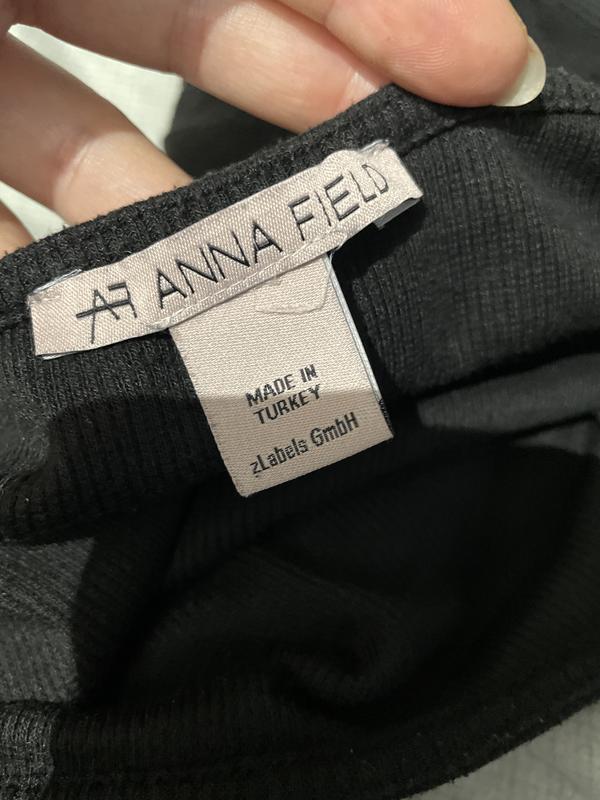 AF ANNA FIELD
MADE IN
TURKEY
zLabels GmbH